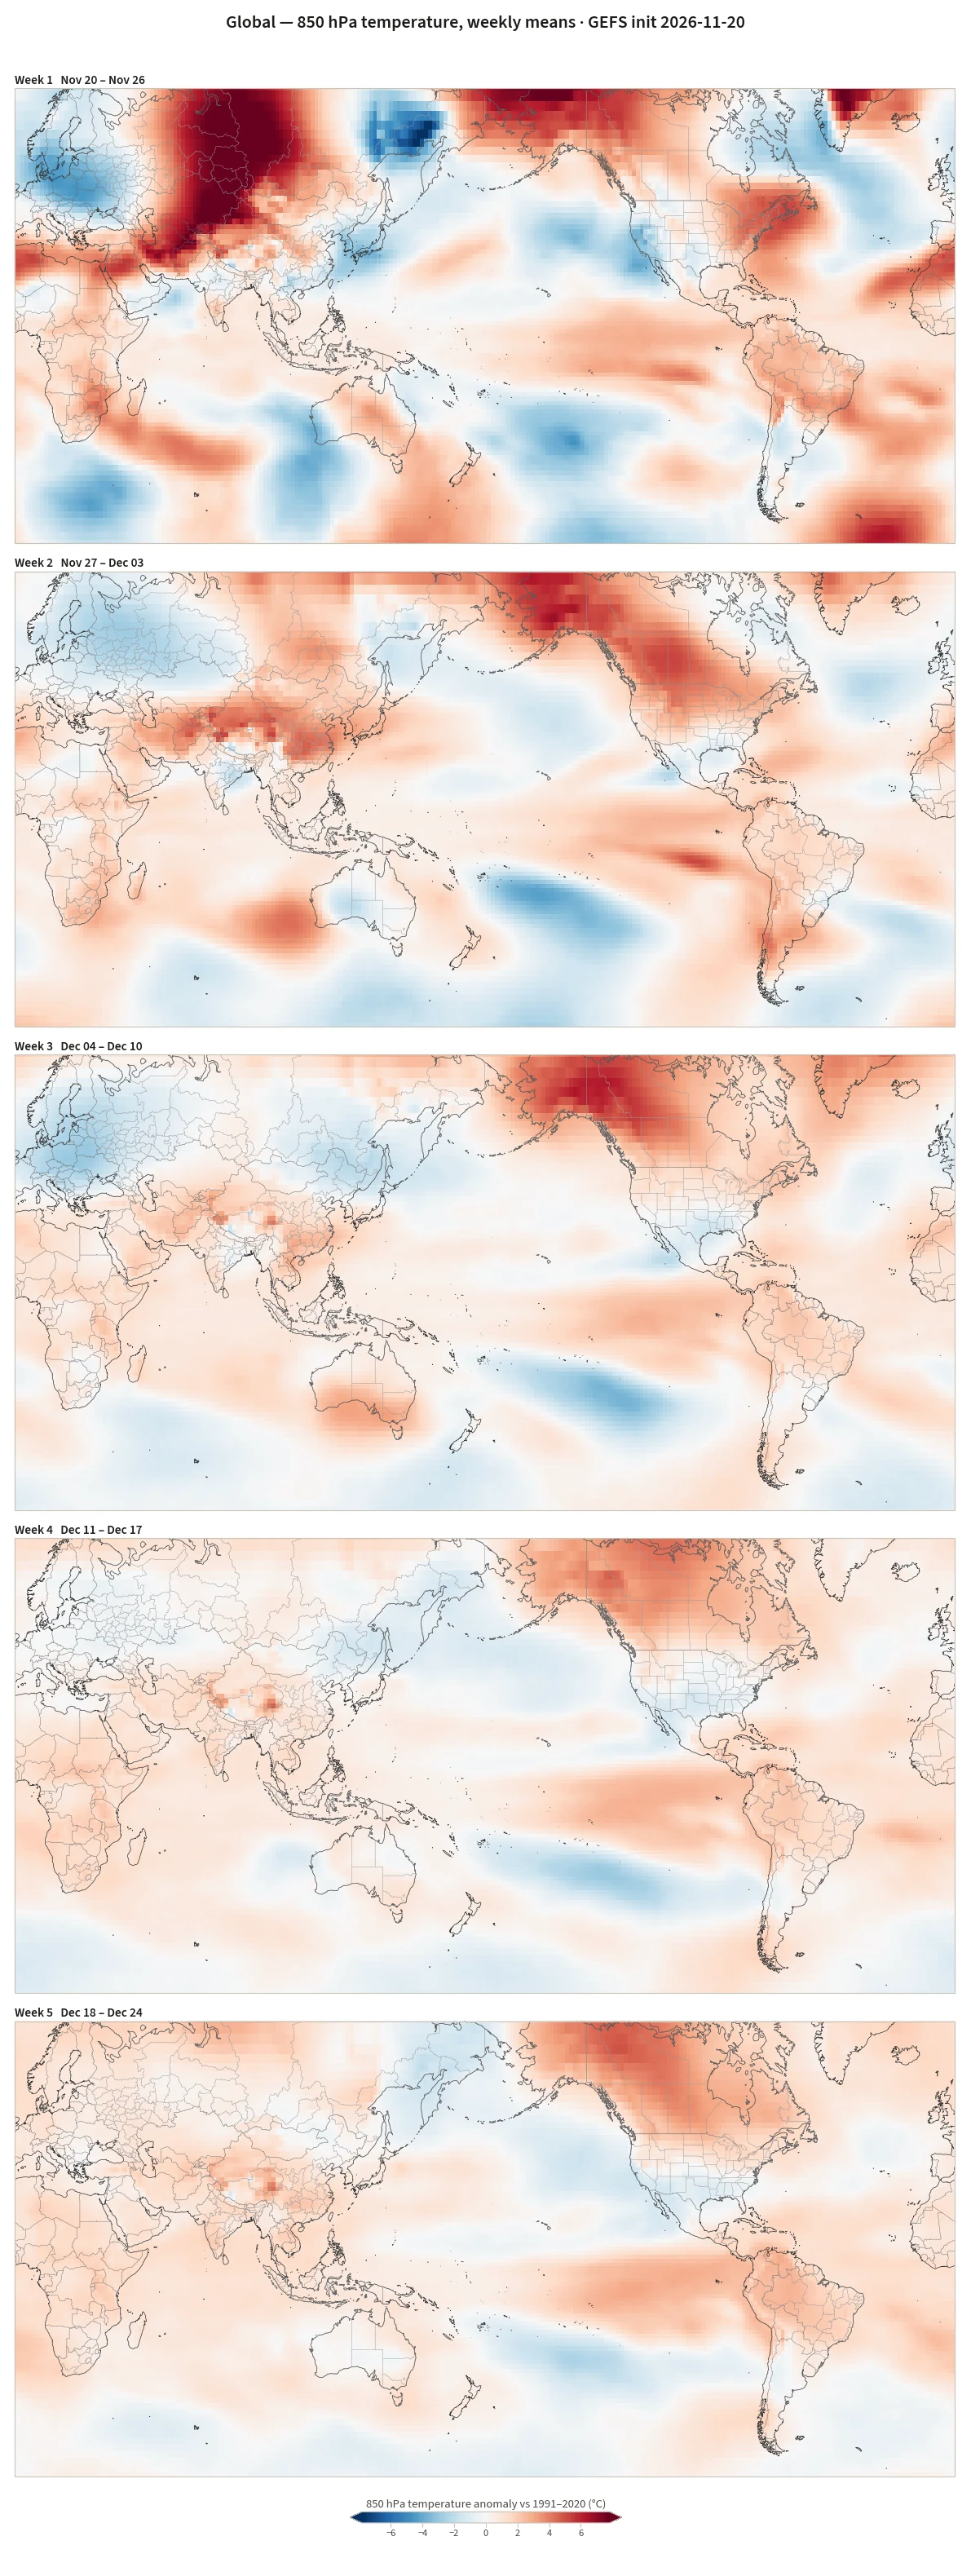 Global — 850 hPa temperature, weekly means · GEFS init 2026-11-20
Week 1 Nov 20 – Nov 26
Week 2 Nov 27 – Dec 03
Week 3 Dec 04 – Dec 10
Week 4 Dec 11 – Dec 17
Week 5 Dec 18 – Dec 24
850 hPa temperature anomaly vs 1991–2020 (°C)
−6 −4 −2 0 2 4 6